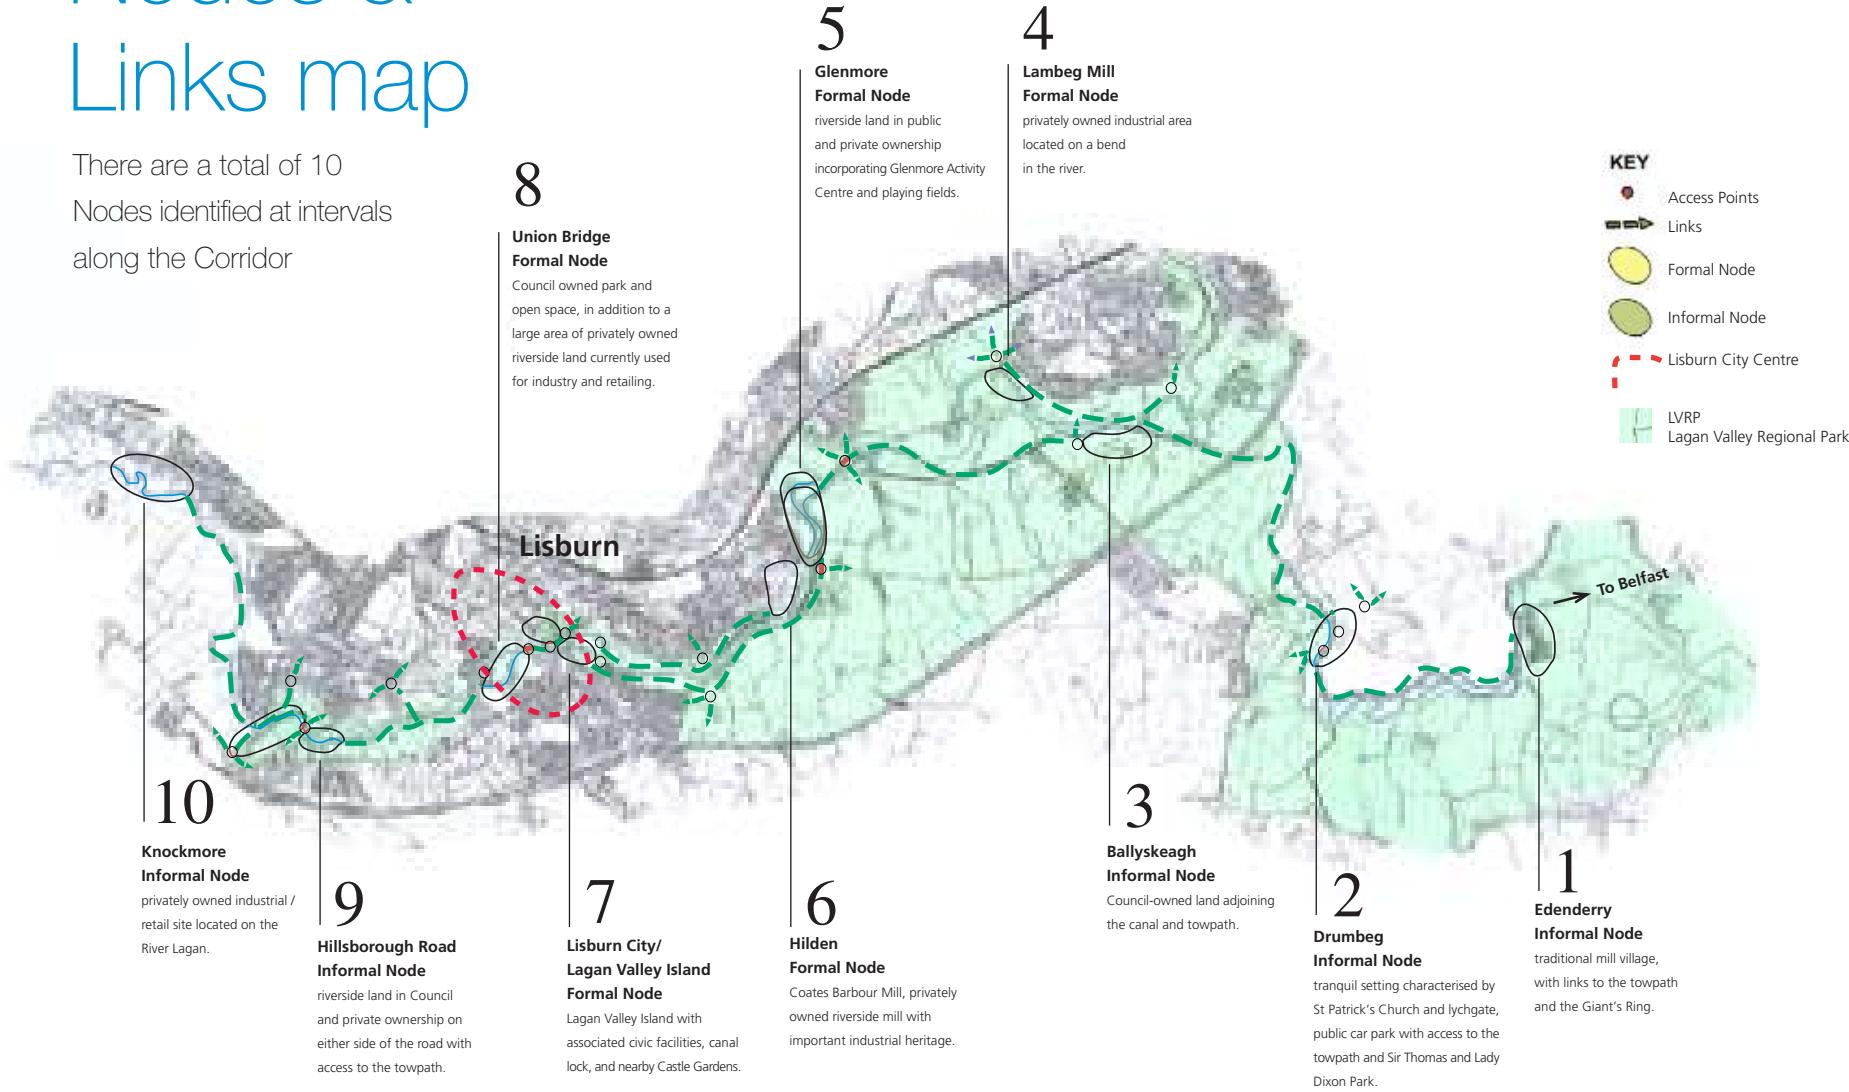 Nodes &
Links map
There are a total of 10
Nodes identified at intervals
along the Corridor
8
Union Bridge
Formal Node
Council owned park and
open space, in addition to a
large area of privately owned
riverside land currently used
for industry and retailing.
5
Glenmore
Formal Node
riverside land in public
and private ownership
incorporating Glenmore Activity
Centre and playing fields.
4
Lambeg Mill
Formal Node
privately owned industrial area
located on a bend
in the river.
KEY
Access Points
Links
Formal Node
Informal Node
Lisburn City Centre
LVRP
Lagan Valley Regional Park
Lisburn
To Belfast
10
Knockmore
Informal Node
privately owned industrial /
retail site located on the
River Lagan.
9
Hillsborough Road
Informal Node
riverside land in Council
and private ownership on
either side of the road with
access to the towpath.
7
Lisburn City/
Lagan Valley Island
Formal Node
Lagan Valley Island with
associated civic facilities, canal
lock, and nearby Castle Gardens.
6
Hilden
Formal Node
Coates Barbour Mill, privately
owned riverside mill with
important industrial heritage.
3
Ballyskeagh
Informal Node
Council-owned land adjoining
the canal and towpath.
2
Drumbeg
Informal Node
tranquil setting characterised by
St Patrick's Church and lychgate,
public car park with access to the
towpath and Sir Thomas and Lady
Dixon Park.
1
Edenderry
Informal Node
traditional mill village,
with links to the towpath
and the Giant's Ring.